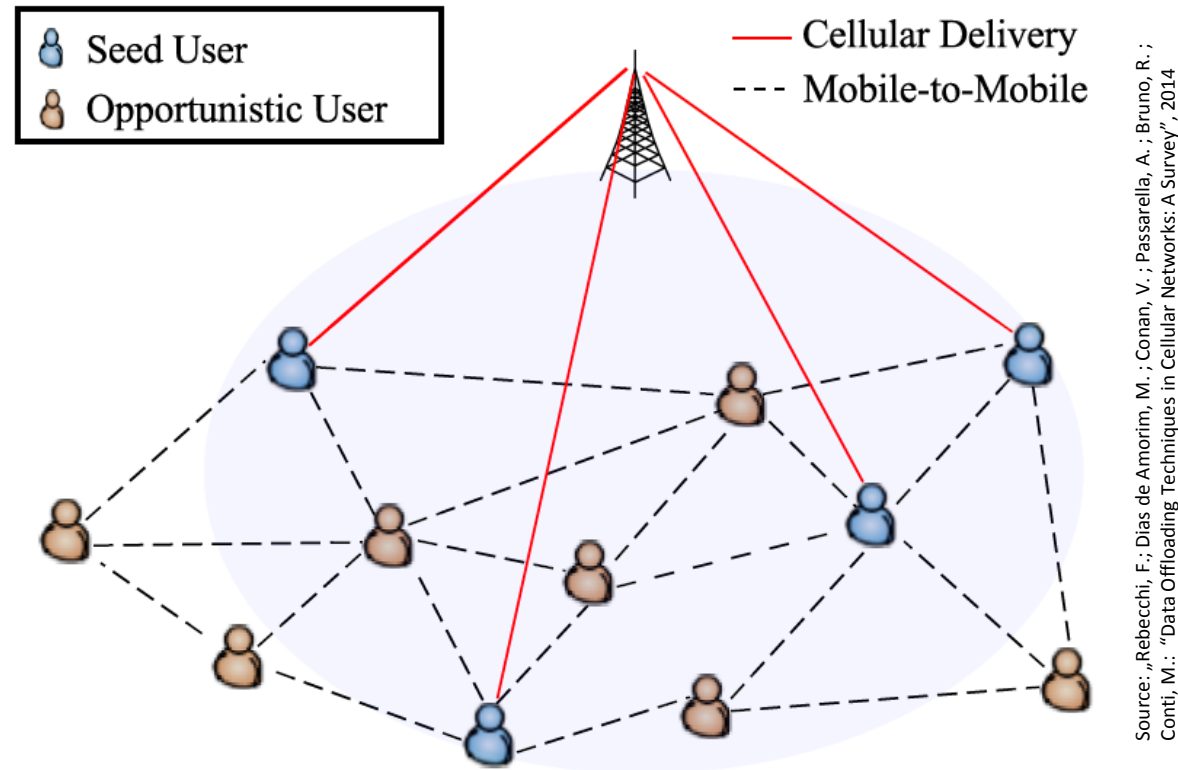 Seed User
Opportunistic User
Cellular Delivery
Mobile-to-Mobile
Source: „Rebecchi, F.; Dias de Amorim, M.; Conan, V. ; Passarella, A. ; Bruno, R. ;
Conti, M.: “Data Offloading Techniques in Cellular Networks: A Survey”, 2014